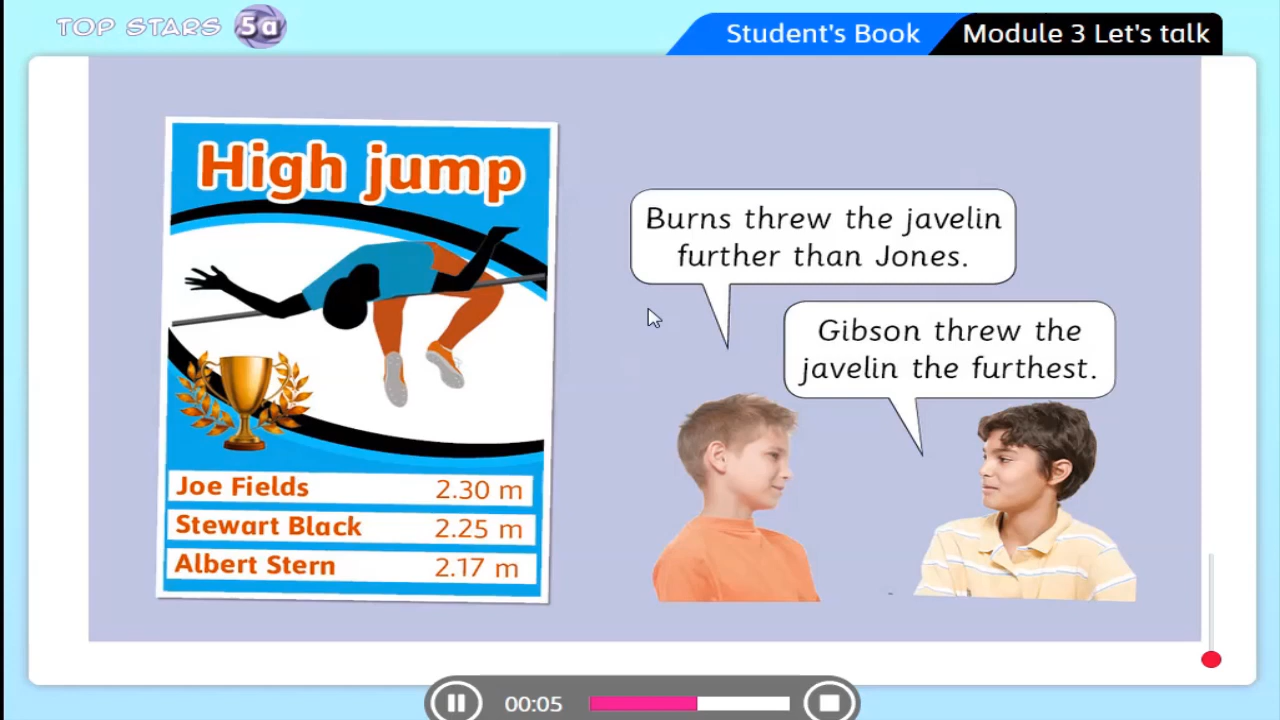 TOP STARS 5a
Student's Book
Module 3 Let's talk
High jump
Joe Fields 2.30 m
Stewart Black 2.25 m
Albert Stern 2.17 m
Burns threw the javelin
further than Jones.
Gibson threw the
javelin the furthest.
00:05